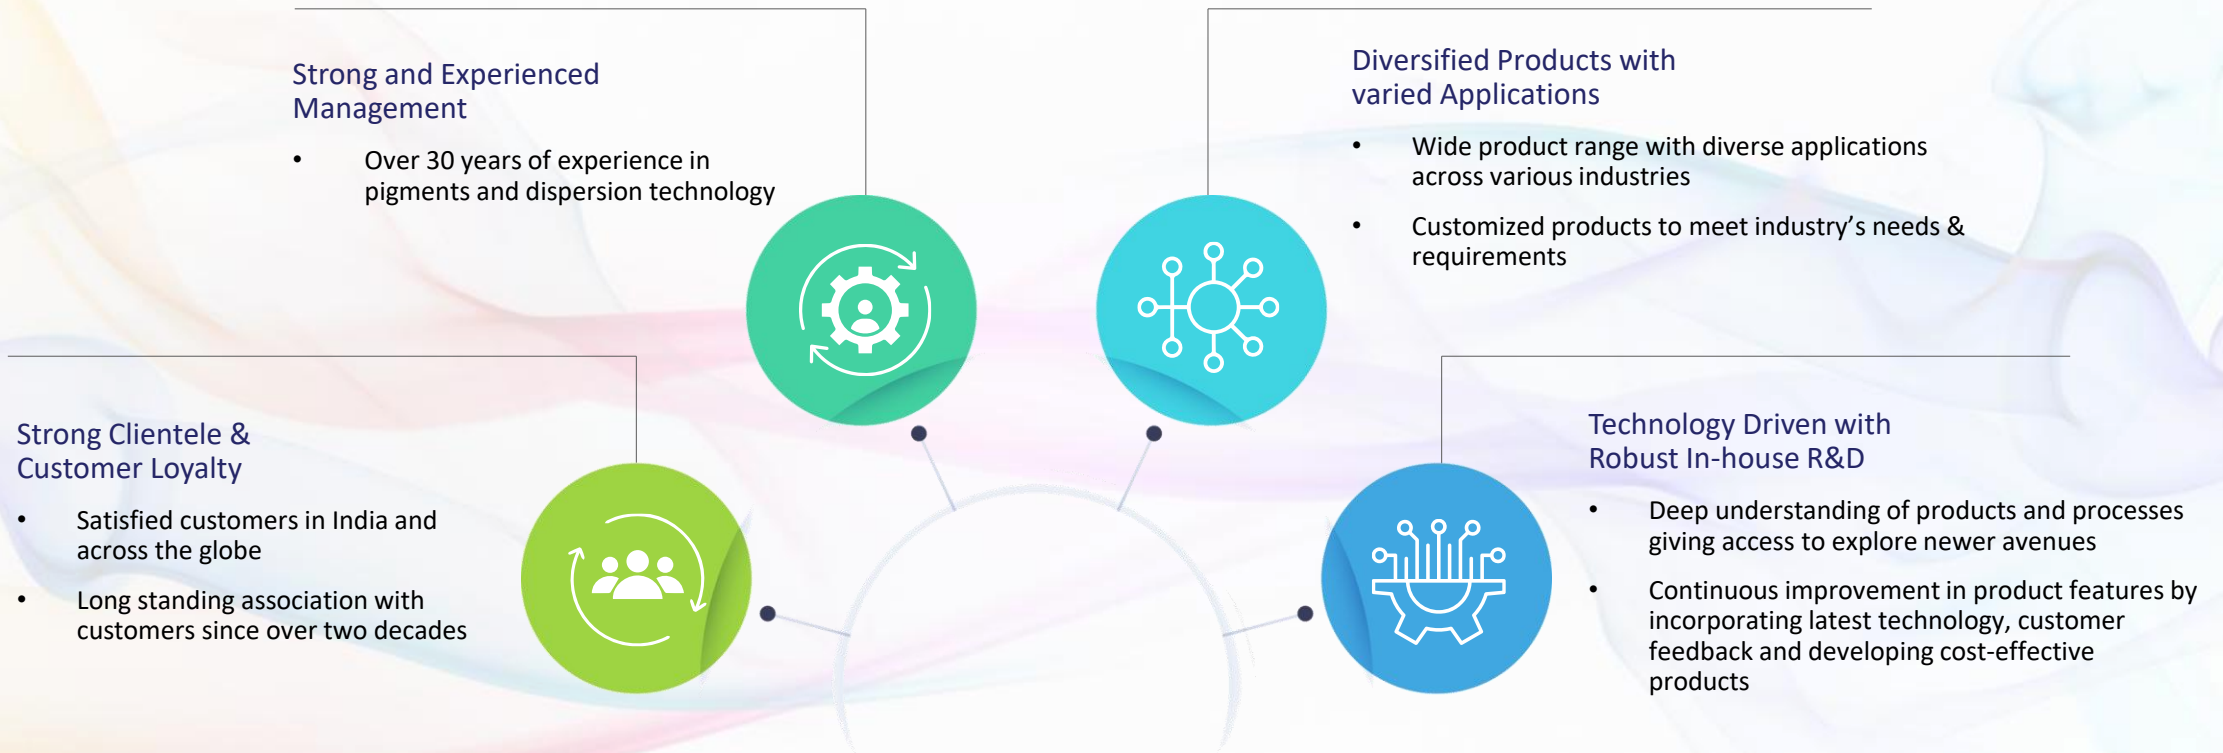 Strong and Experienced
Management
• Over 30 years of experience in
pigments and dispersion technology
Diversified Products with
varied Applications
• Wide product range with diverse applications
across various industries
• Customized products to meet industry’s needs &
requirements
Strong Clientele &
Customer Loyalty
• Satisfied customers in India and
across the globe
• Long standing association with
customers since over two decades
Technology Driven with
Robust In-house R&D
• Deep understanding of products and processes
giving access to explore newer avenues
• Continuous improvement in product features by
incorporating latest technology, customer
feedback and developing cost-effective
products